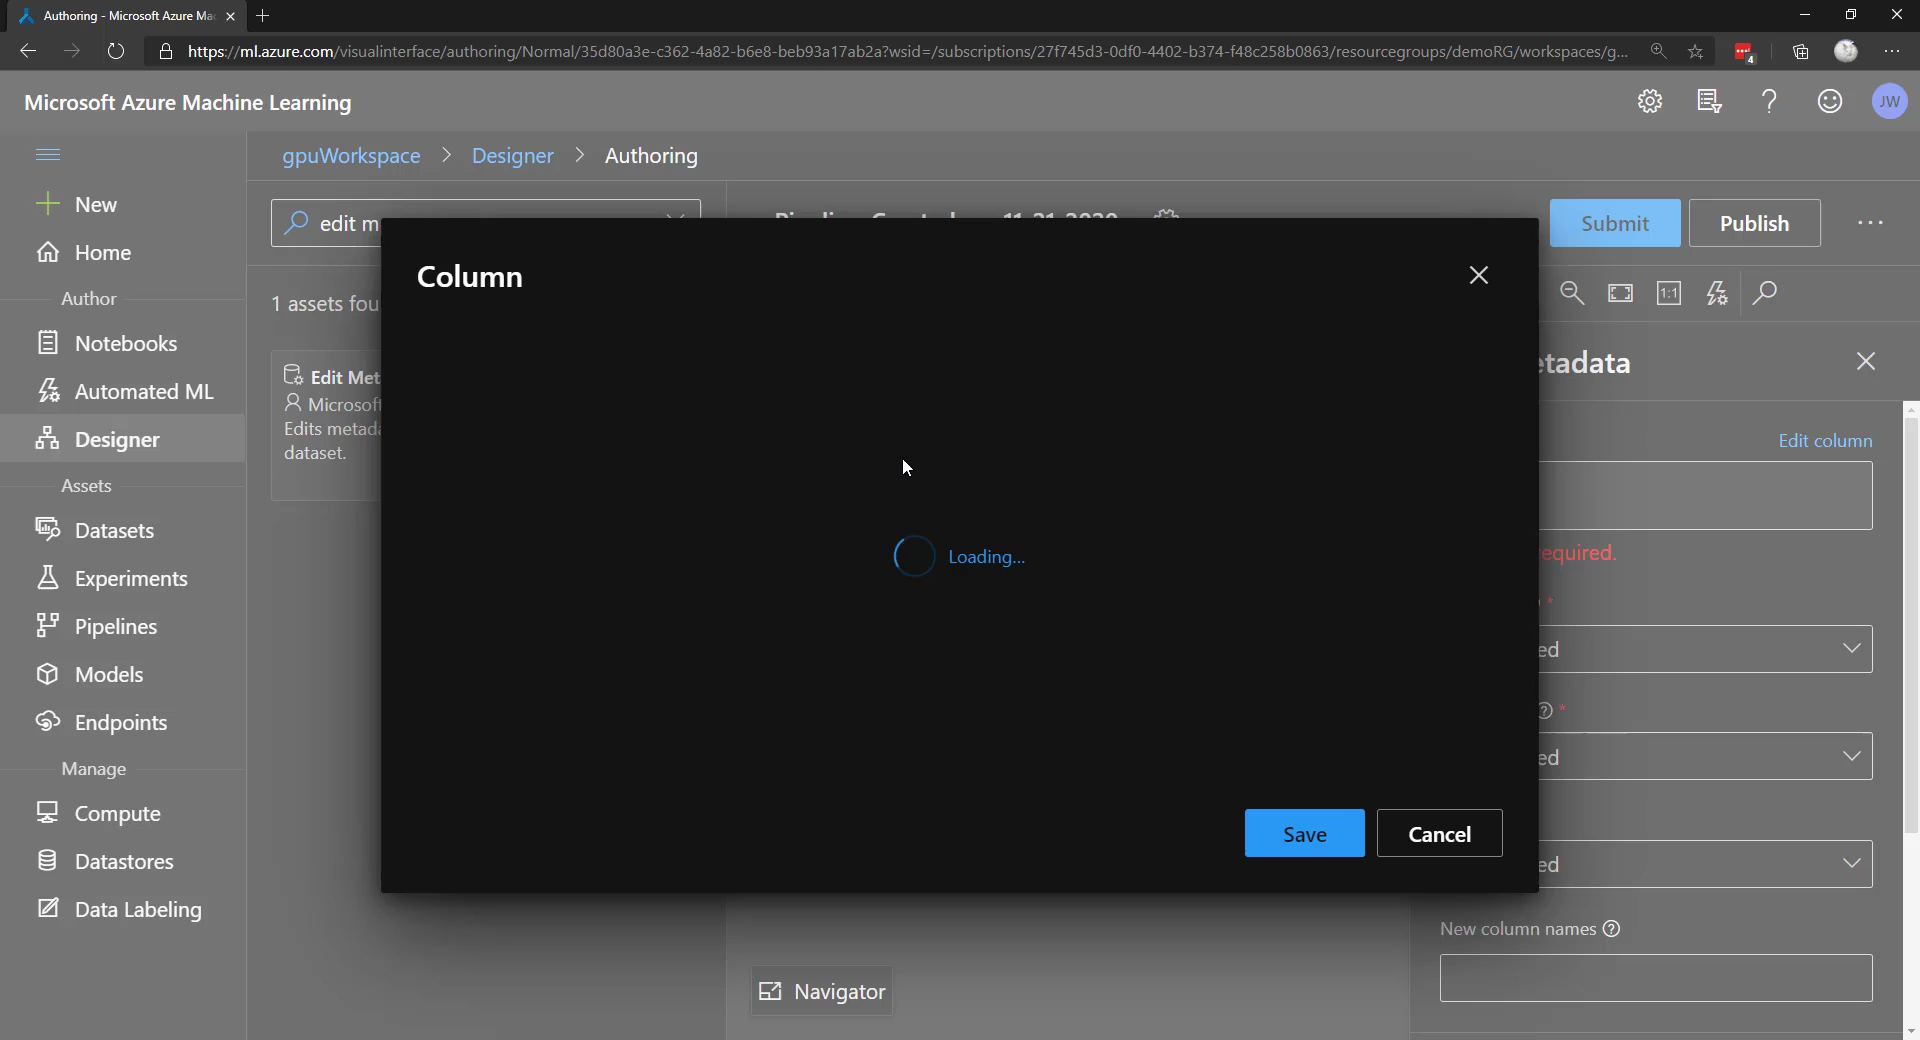 Authoring - Microsoft Azure Ma
https://ml.azure.com/visualinterface/authoring/Normal/35d80a3e-c362-4a82-b6e8-beb93a17ab2a?wsid=/subscriptions/27f745d3-0df0-4402-b374-f48c258b0863/resourcegroups/demoRG/workspaces/g...
4
Microsoft Azure Machine Learning
JW
gpuWorkspace > Designer > Authoring
New
Home
Author
Notebooks
Automated ML
Designer
Assets
Datasets
Experiments
Pipelines
Models
Endpoints
Manage
Compute
Datastores
Data Labeling
edit m
Submit
Publish
...
1 assets fou
1:1
Edit Met
Microsoft
Edits metada
dataset.
Column
Loading...
Save
Cancel
etadata
Edit column
equired.
*
ed
*
ed
ed
New column names
Navigator